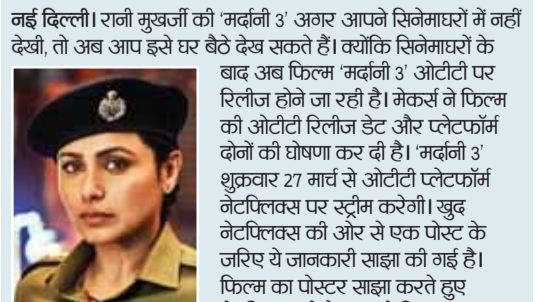 नई दिल्ली। रानी मुखर्जी की ‘मर्दानी 3’ अगर आपने सिनेमाघरों में नहीं
देखी, तो अब आप इसे घर बैठे देख सकते हैं। क्योंकि सिनेमाघरों के
बाद अब फिल्म ‘मर्दानी 3’ ओटीटी पर
रिलीज होने जा रही है। मेकर्स ने फिल्म
की ओटीटी रिलीज डेट और प्लेटफॉर्म
दोनों की घोषणा कर दी है। ‘मर्दानी 3’
शुक्रवार 27 मार्च से ओटीटी प्लेटफॉर्म
नेटफ्लिक्स पर स्ट्रीम करेगी। खुद
नेटफ्लिक्स की ओर से एक पोस्ट के
जरिए ये जानकारी साझा की गई है।
फिल्म का पोस्टर साझा करते हुए